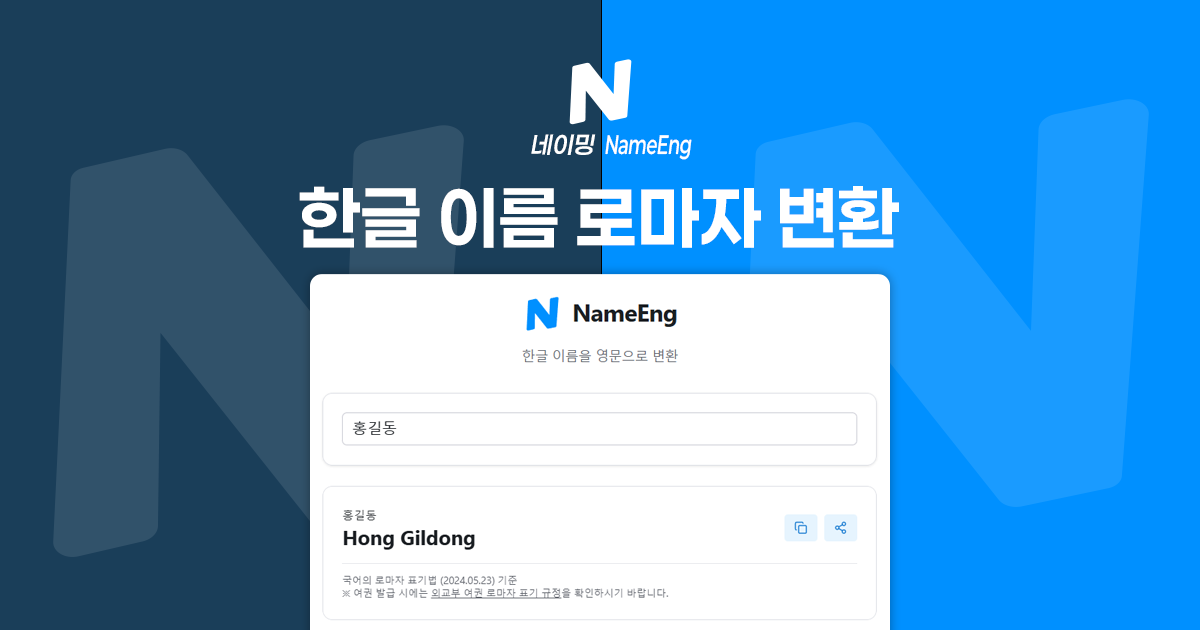 N
네이밍 NameEng
한글 이름 로마자 변환
N NameEng
한글 이름을 영문으로 변환
홍길동
홍길동
Hong Gildong
국어의 로마자 표기법 (2024.05.23) 기준
※ 여권 발급 시에는 외교부 여권 로마자 표기 규정을 확인하시기 바랍니다.